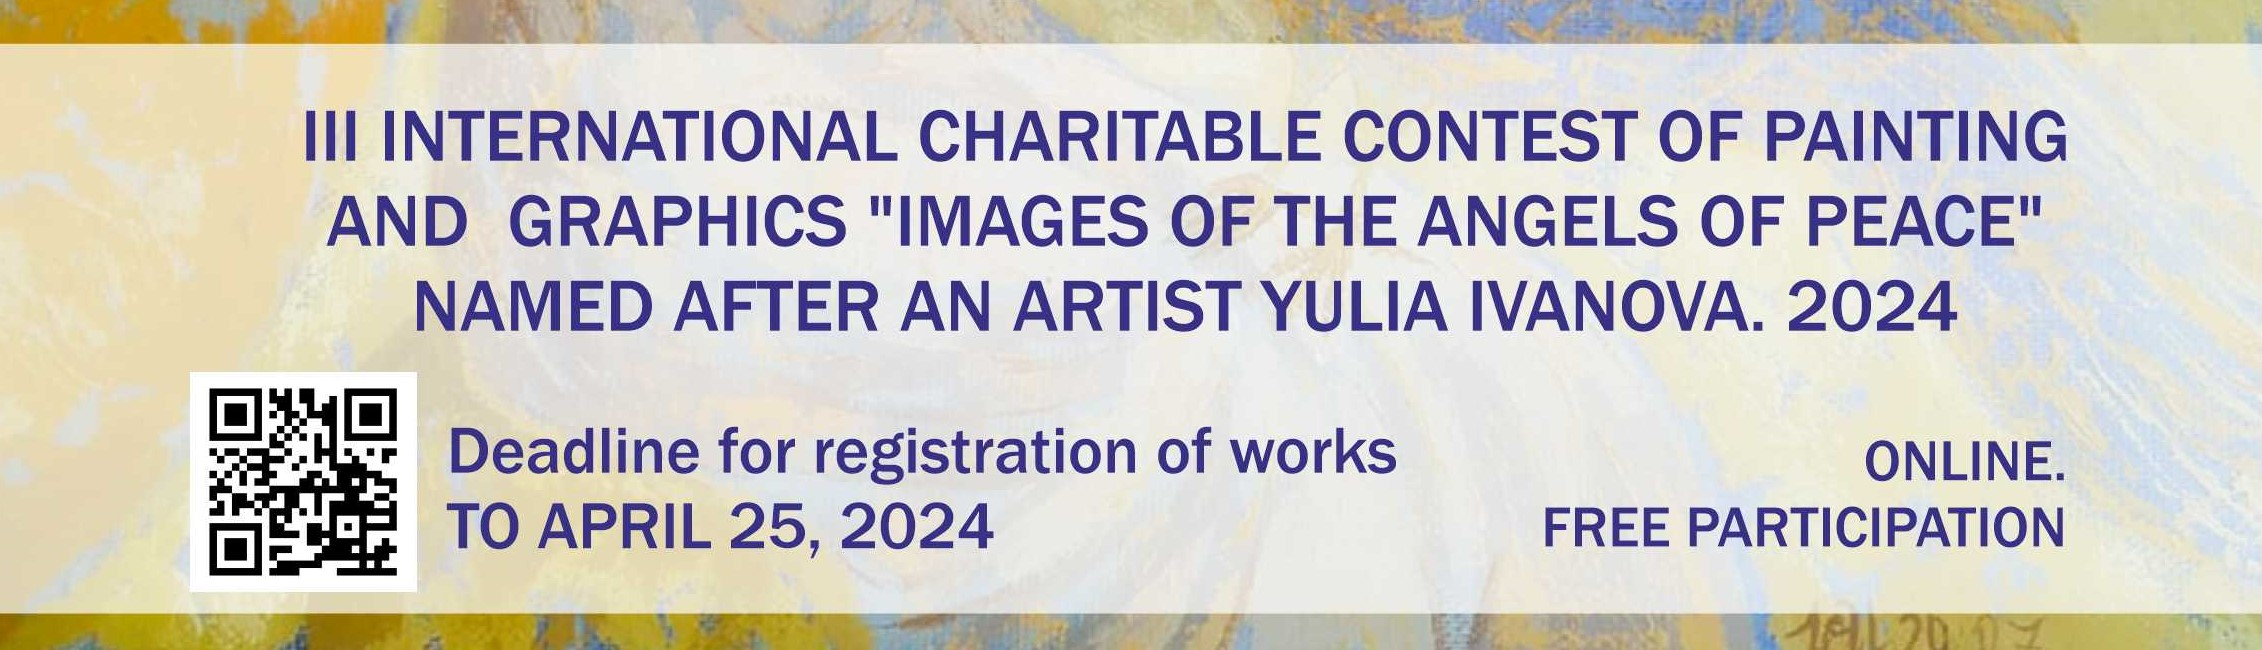 III INTERNATIONAL CHARITABLE CONTEST OF PAINTING
AND GRAPHICS "IMAGES OF THE ANGELS OF PEACE"
NAMED AFTER AN ARTIST YULIA IVANOVA. 2024
Deadline for registration of works
TO APRIL 25, 2024
ONLINE.
FREE PARTICIPATION